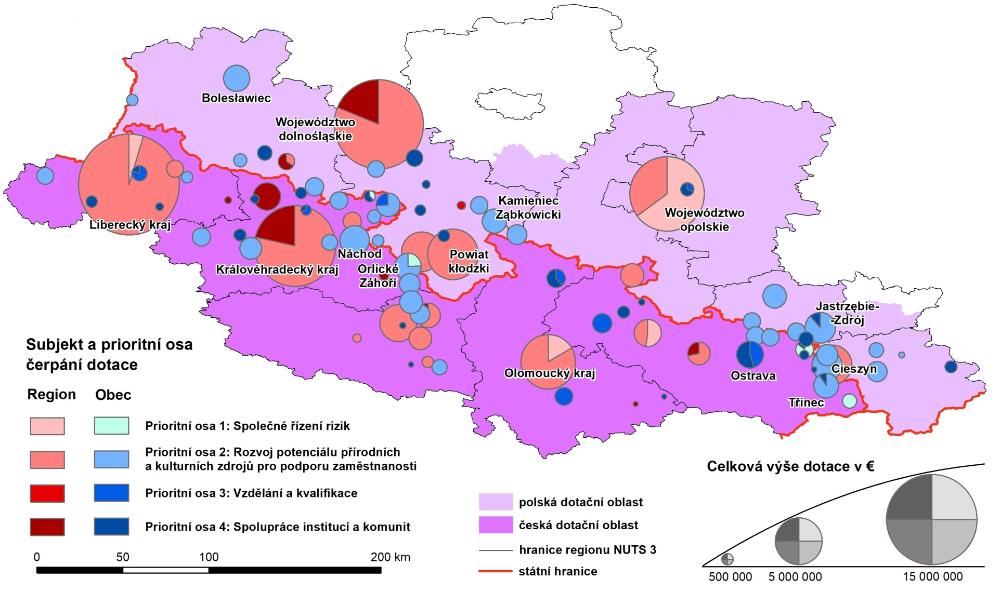 Bolesławiec
Województwo
dolnośląskie
Liberecký kraj
Kamieniec
Ząbkowicki
Województwo
opolskie
Královéhradecký kraj
Náchod
Orlické
Záhoří
Powiat
kłodzki
Jastrzębie-
-Zdrój
Olomoucký kraj
Ostrava
Cieszyn
Třinec
Subjekt a prioritní osa
čerpání dotace
Region Obec
Prioritní osa 1: Společné řízení rizik
Prioritní osa 2: Rozvoj potenciálu přírodních
a kulturních zdrojů pro podporu zaměstnanosti
Prioritní osa 3: Vzdělání a kvalifikace
Prioritní osa 4: Spolupráce institucí a komunit
0 50 100 200 km
polská dotační oblast
česká dotační oblast
hranice regionu NUTS 3
státní hranice
Celková výše dotace v €
500 000 5 000 000 15 000 000